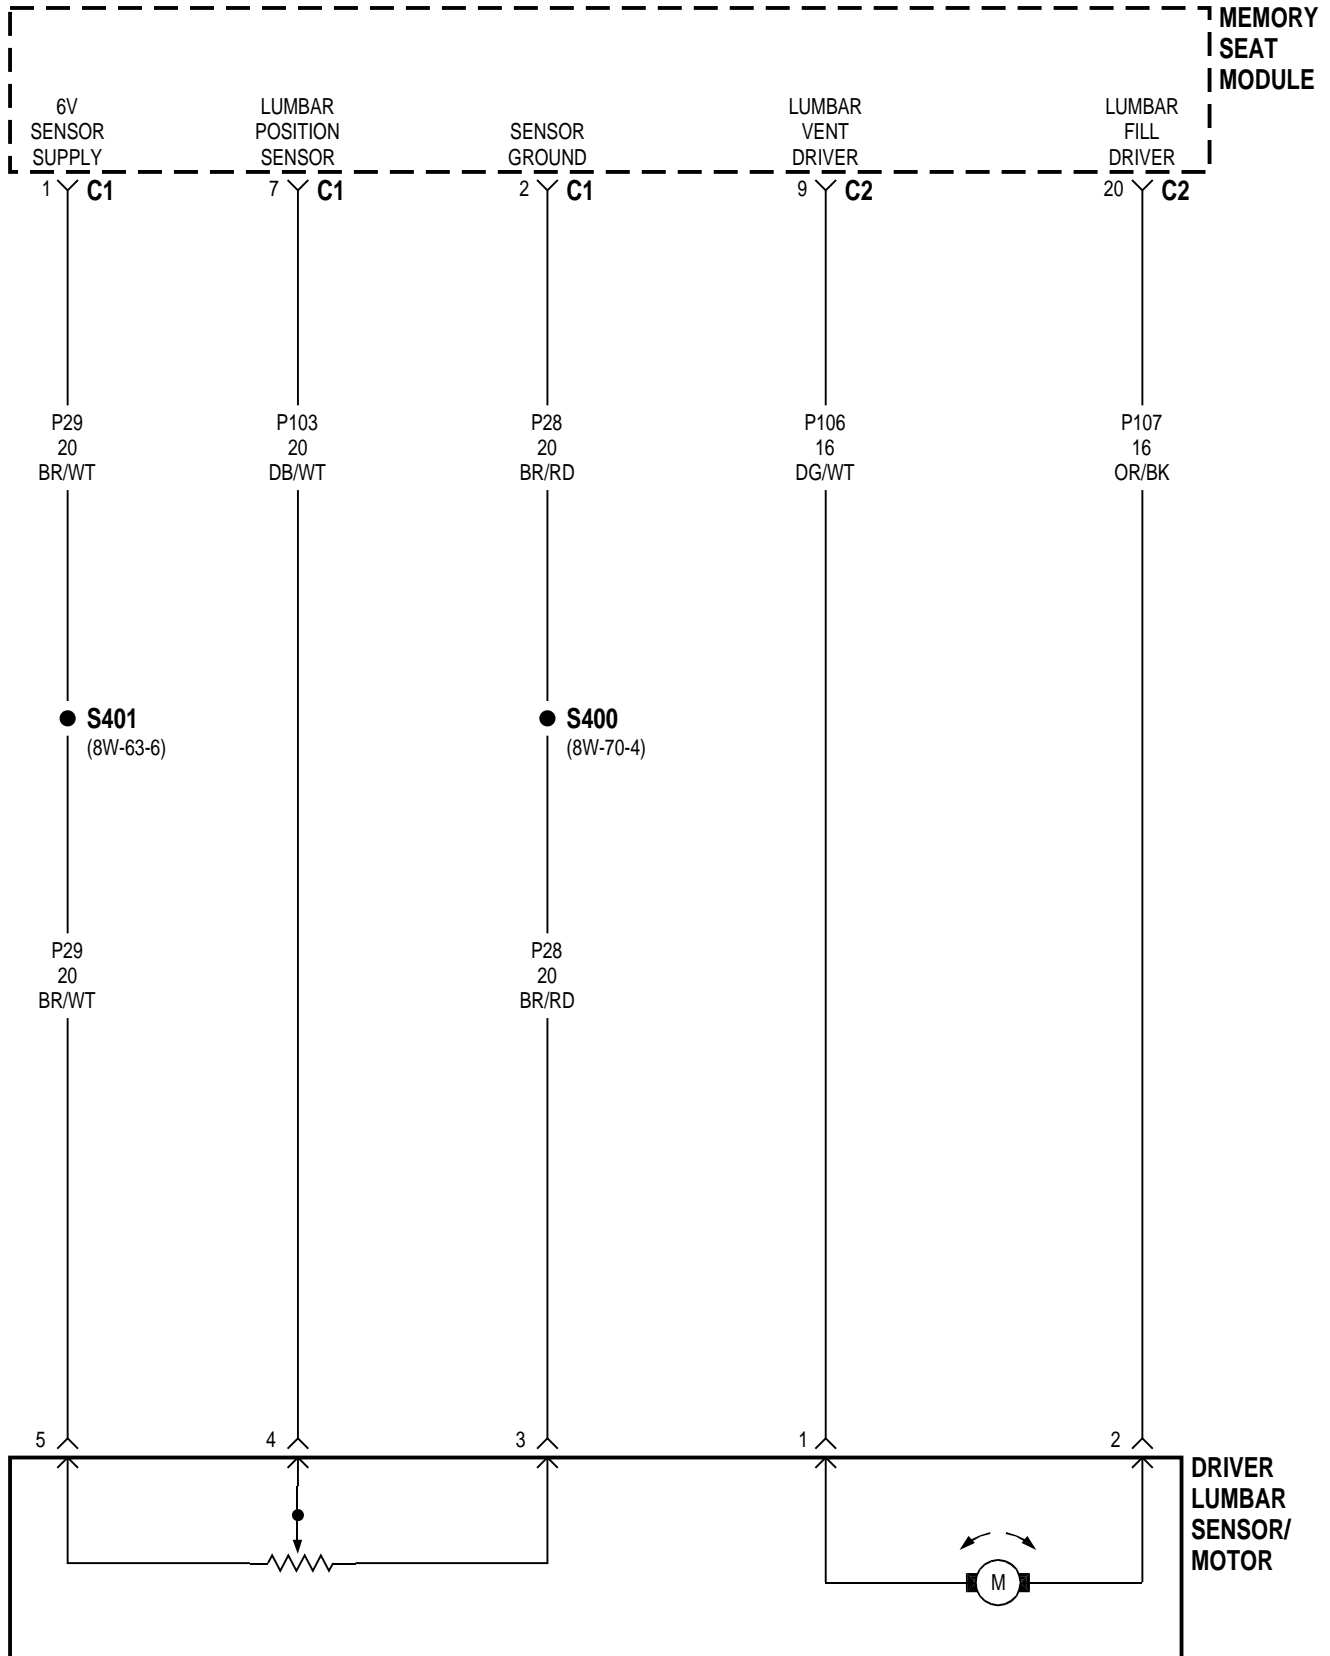 MEMORY
SEAT
MODULE
6V
SENSOR
SUPPLY
LUMBAR
POSITION
SENSOR
SENSOR
GROUND
LUMBAR
VENT
DRIVER
LUMBAR
FILL
DRIVER
1 C1
7 C1
2 C1
9 C2
20 C2
P29
20
BR/WT
P103
20
DB/WT
P28
20
BR/RD
P106
16
DG/WT
P107
16
OR/BK
S401
(8W-63-6)
S400
(8W-70-4)
P29
20
BR/WT
P28
20
BR/RD
5
4
3
1
2
DRIVER
LUMBAR
SENSOR/
MOTOR
M